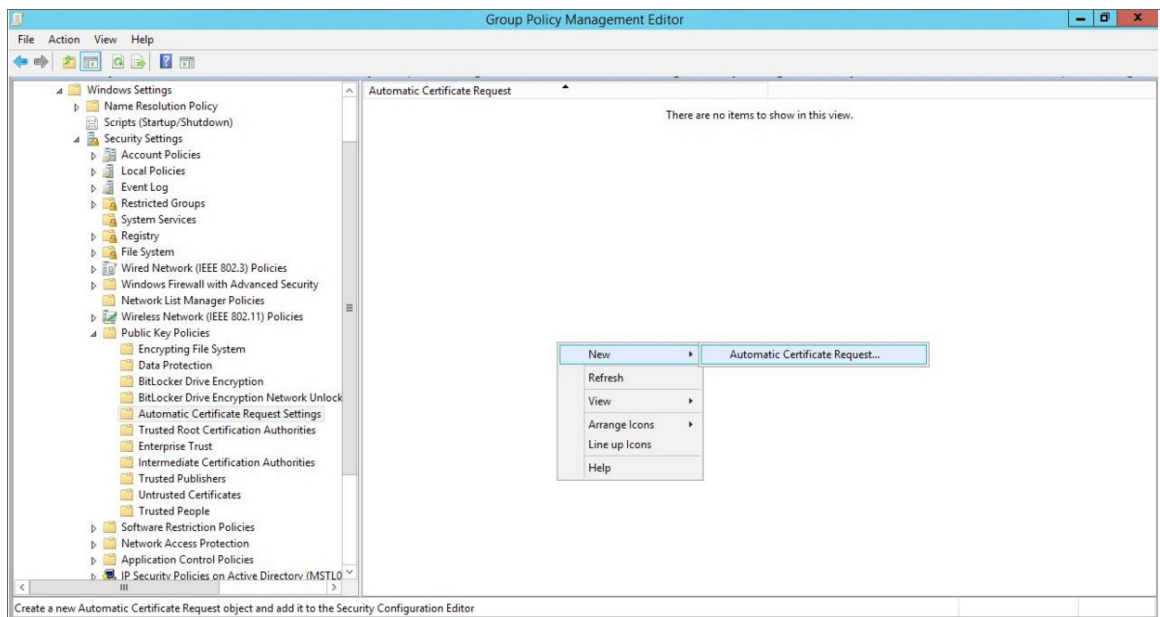 Group Policy Management Editor
File Action View Help
Windows Settings
Name Resolution Policy
Scripts (Startup/Shutdown)
Security Settings
Account Policies
Local Policies
Event Log
Restricted Groups
System Services
Registry
File System
Wired Network (IEEE 802.3) Policies
Windows Firewall with Advanced Security
Network List Manager Policies
Wireless Network (IEEE 802.11) Policies
Public Key Policies
Encrypting File System
Data Protection
BitLocker Drive Encryption
BitLocker Drive Encryption Network Unlock
Automatic Certificate Request Settings
Trusted Root Certification Authorities
Enterprise Trust
Intermediate Certification Authorities
Trusted Publishers
Untrusted Certificates
Trusted People
Software Restriction Policies
Network Access Protection
Application Control Policies
IP Security Policies on Active Directory (MSTL0
Automatic Certificate Request
There are no items to show in this view.
New
Automatic Certificate Request...
Refresh
View
Arrange Icons
Line up Icons
Help
Create a new Automatic Certificate Request object and add it to the Security Configuration Editor